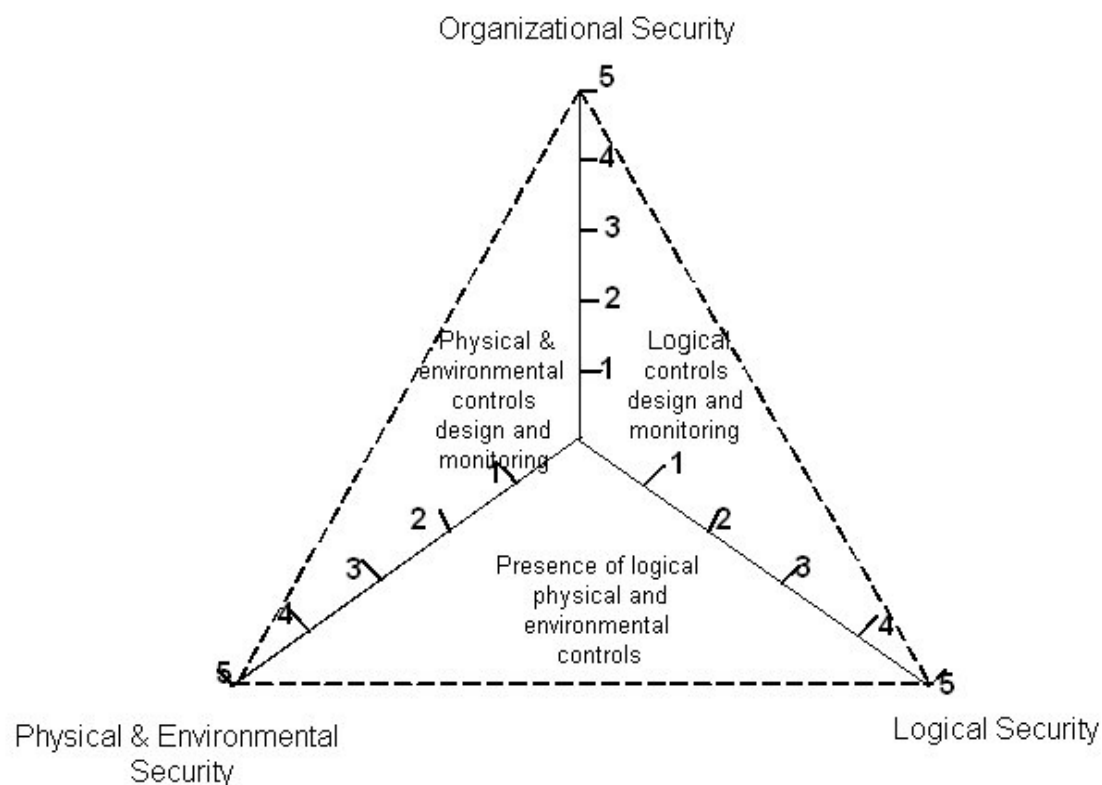 Organizational Security
5
4
3
2
1
Physical &
environmental
controls
design and
monitoring
Logical
controls
design and
monitoring
1
2
3
4
5
1
2
3
4
5
Presence of logical
physical and
environmental
controls
Physical & Environmental
Security
Logical Security